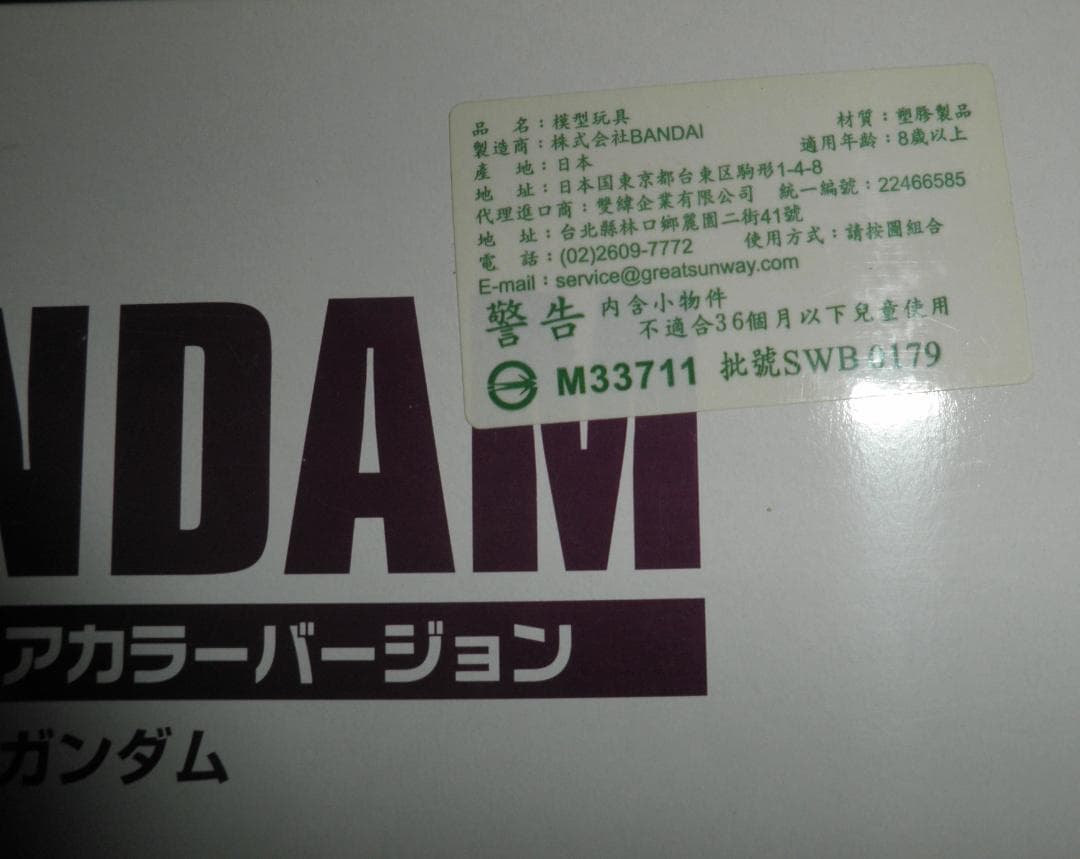 品 名：模型玩具 材質：塑膠製品
製造商：株式会社BANDAI 適用年齡：8歲以上
產 地：日本
地 址：日本国東京都台東区駒形1-4-8
代理進口商：雙緯企業有限公司 統一編號：22466585
地 址：台北縣林口鄉麗園二街41號
電 話：(02)2609-7772 使用方式：請按圖組合
E-mail：service@greatsunway.com
警告 內含小物件
不適合36個月以下兒童使用
M33711 批號SWB 0179
NDAM
アカラーバージョン
ガンダム